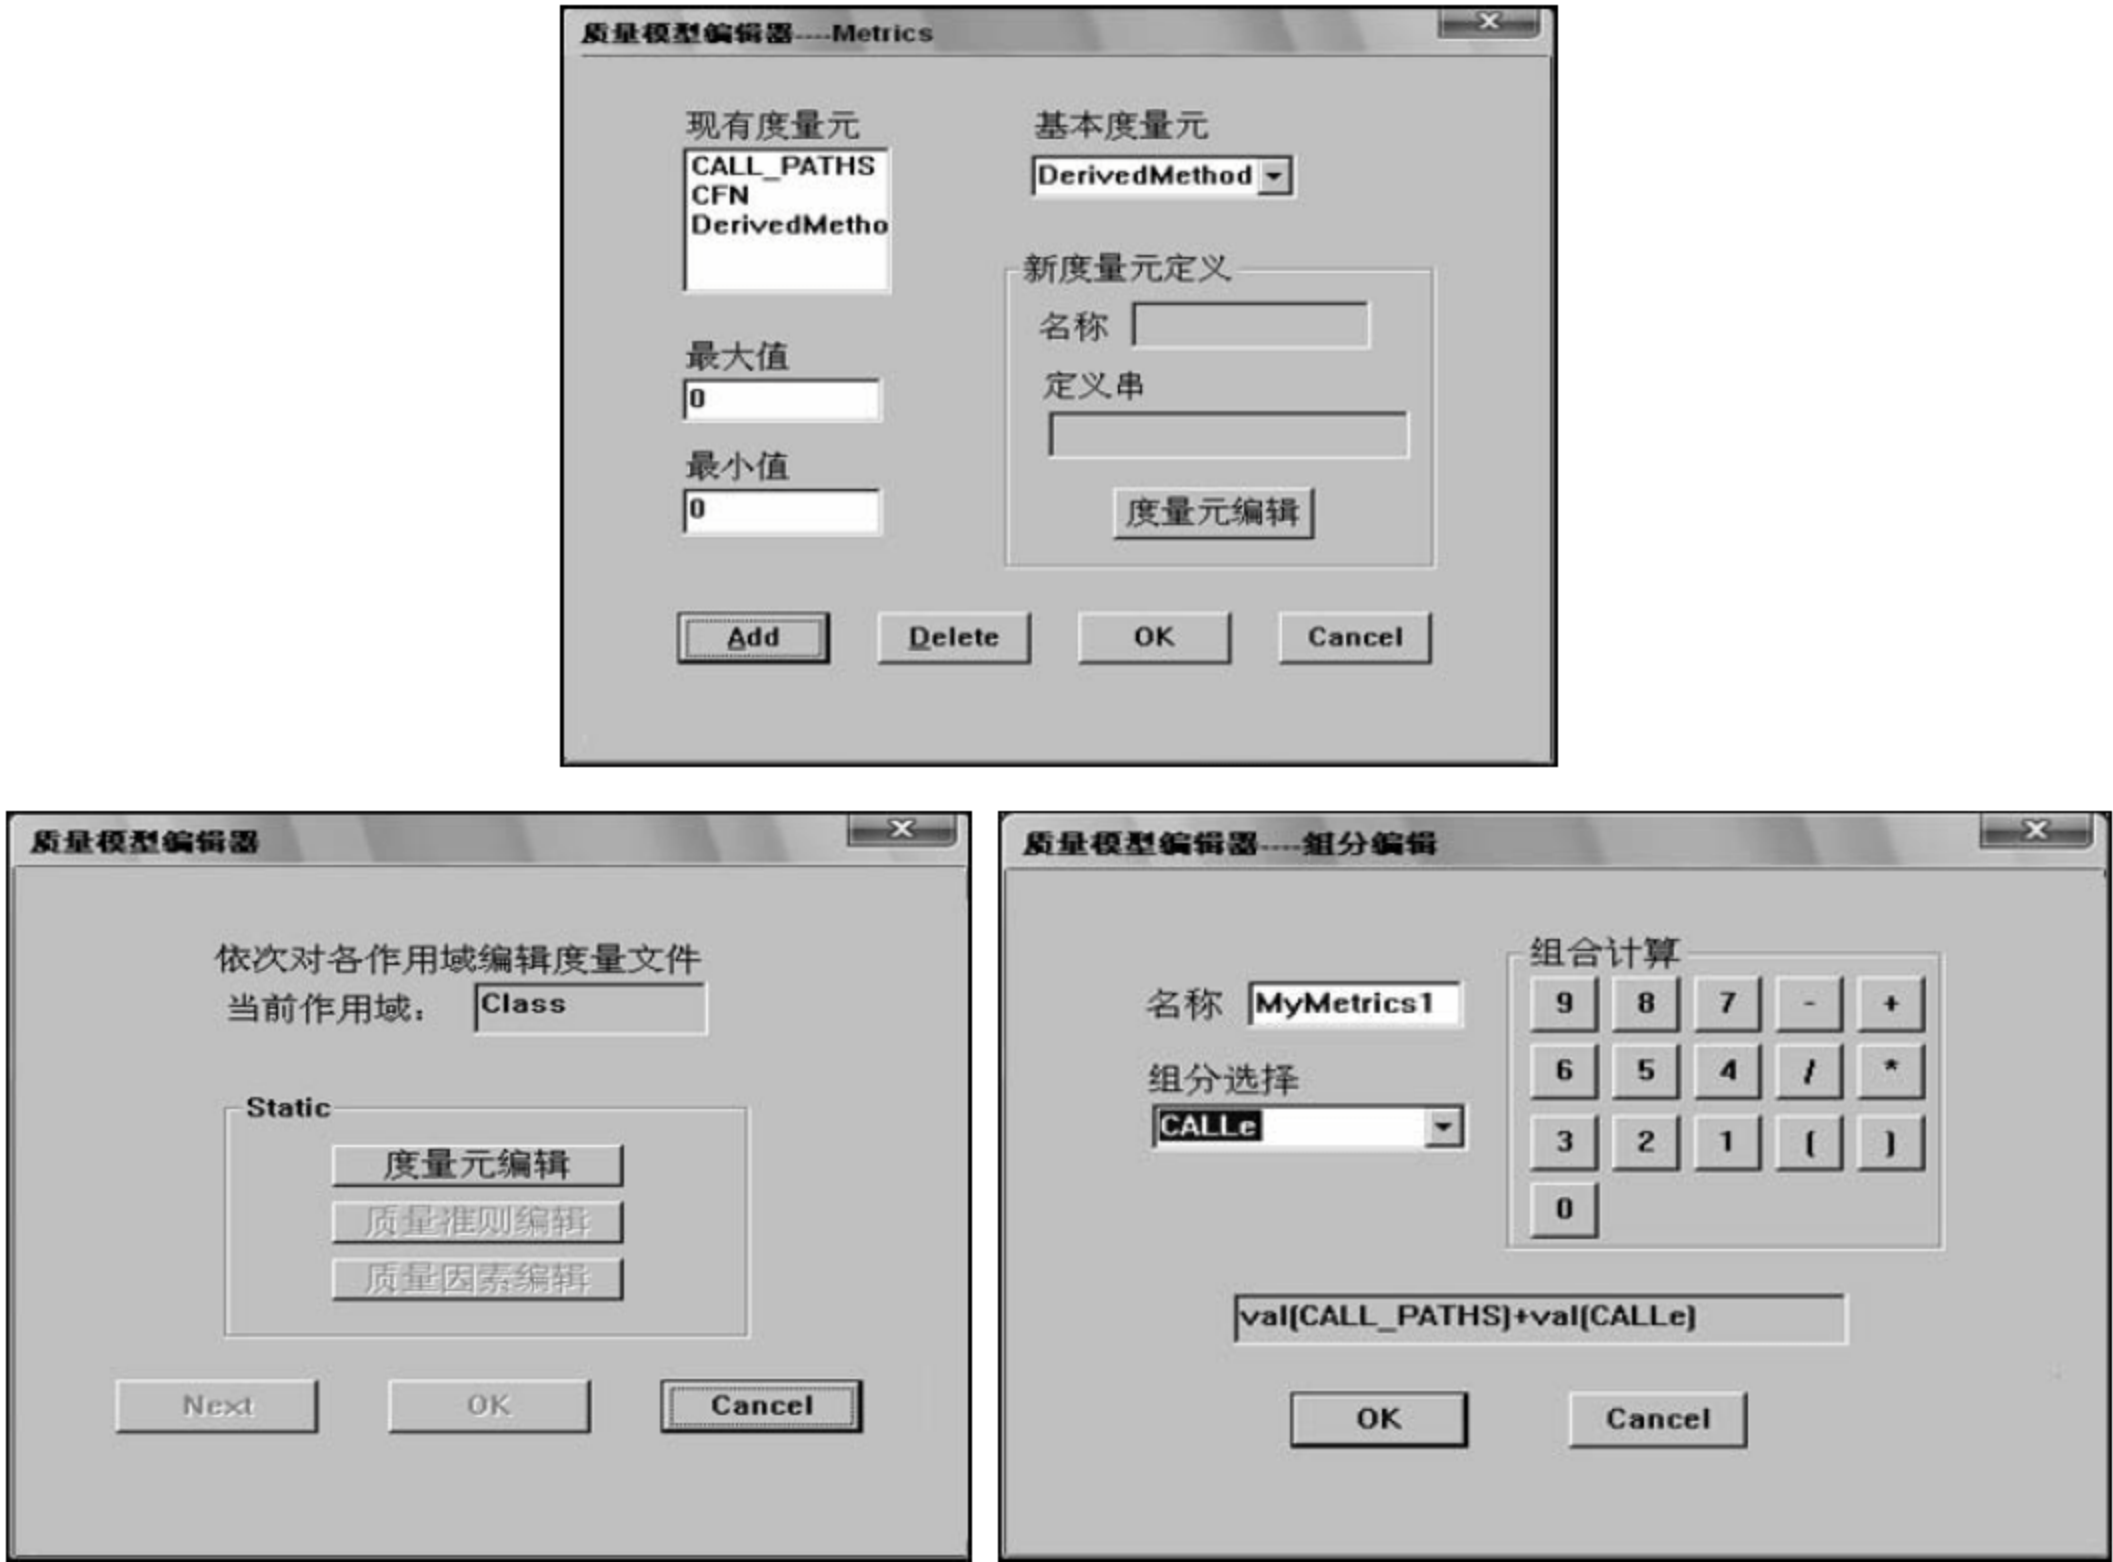 质量模型编辑器----Metrics
现有度量元
基本度量元
CALL_PATHS
CFN
DerivedMetho
DerivedMethod
新度量元定义
名称
定义串
最大值
0
最小值
0
度量元编辑
Add
Delete
OK
Cancel
质量模型编辑器
依次对各作用域编辑度量文件
当前作用域：
Class
Static
度量元编辑
质量准则编辑
质量因素编辑
Next
OK
Cancel
质量模型编辑器----组分编辑
名称
MyMetrics1
组分选择
CALLe
组合计算
9 8 7 - +
6 5 4 / *
3 2 1 ( )
0
val(CALL_PATHS)+val(CALLe)
OK
Cancel